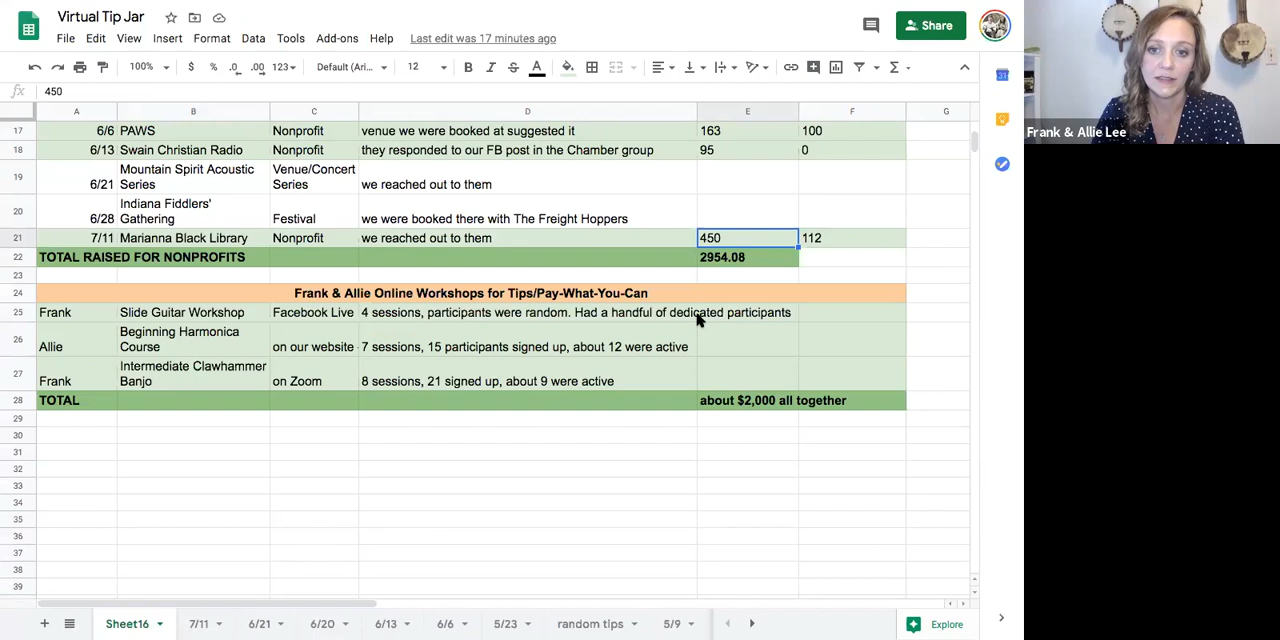 Virtual Tip Jar
File Edit View Insert Format Data Tools Add-ons Help Last edit was 17 minutes ago
Share
100% $ % .0 .00 123 Default (Ari... 12 B I S A
fx 450
A B C D E F G
17 6/6 PAWS Nonprofit venue we were booked at suggested it 163 100
18 6/13 Swain Christian Radio Nonprofit they responded to our FB post in the Chamber group 95 0
Mountain Spirit Acoustic Venue/Concert
19 6/21 Series Series we reached out to them
Indiana Fiddlers'
20 6/28 Gathering Festival we were booked there with The Freight Hoppers
21 7/11 Marianna Black Library Nonprofit we reached out to them 450 112
22 TOTAL RAISED FOR NONPROFITS 2954.08
23
24 Frank & Allie Online Workshops for Tips/Pay-What-You-Can
25 Frank Slide Guitar Workshop Facebook Live 4 sessions, participants were random. Had a handful of dedicated participants
Beginning Harmonica
26 Allie Course on our website 7 sessions, 15 participants signed up, about 12 were active
Intermediate Clawhammer
27 Frank Banjo on Zoom 8 sessions, 21 signed up, about 9 were active
28 TOTAL about $2,000 all together
29
30
31
32
33
34
35
36
37
38
39
Sheet16 7/11 6/21 6/20 6/13 6/6 5/23 random tips 5/9 Explore
Frank & Allie Lee